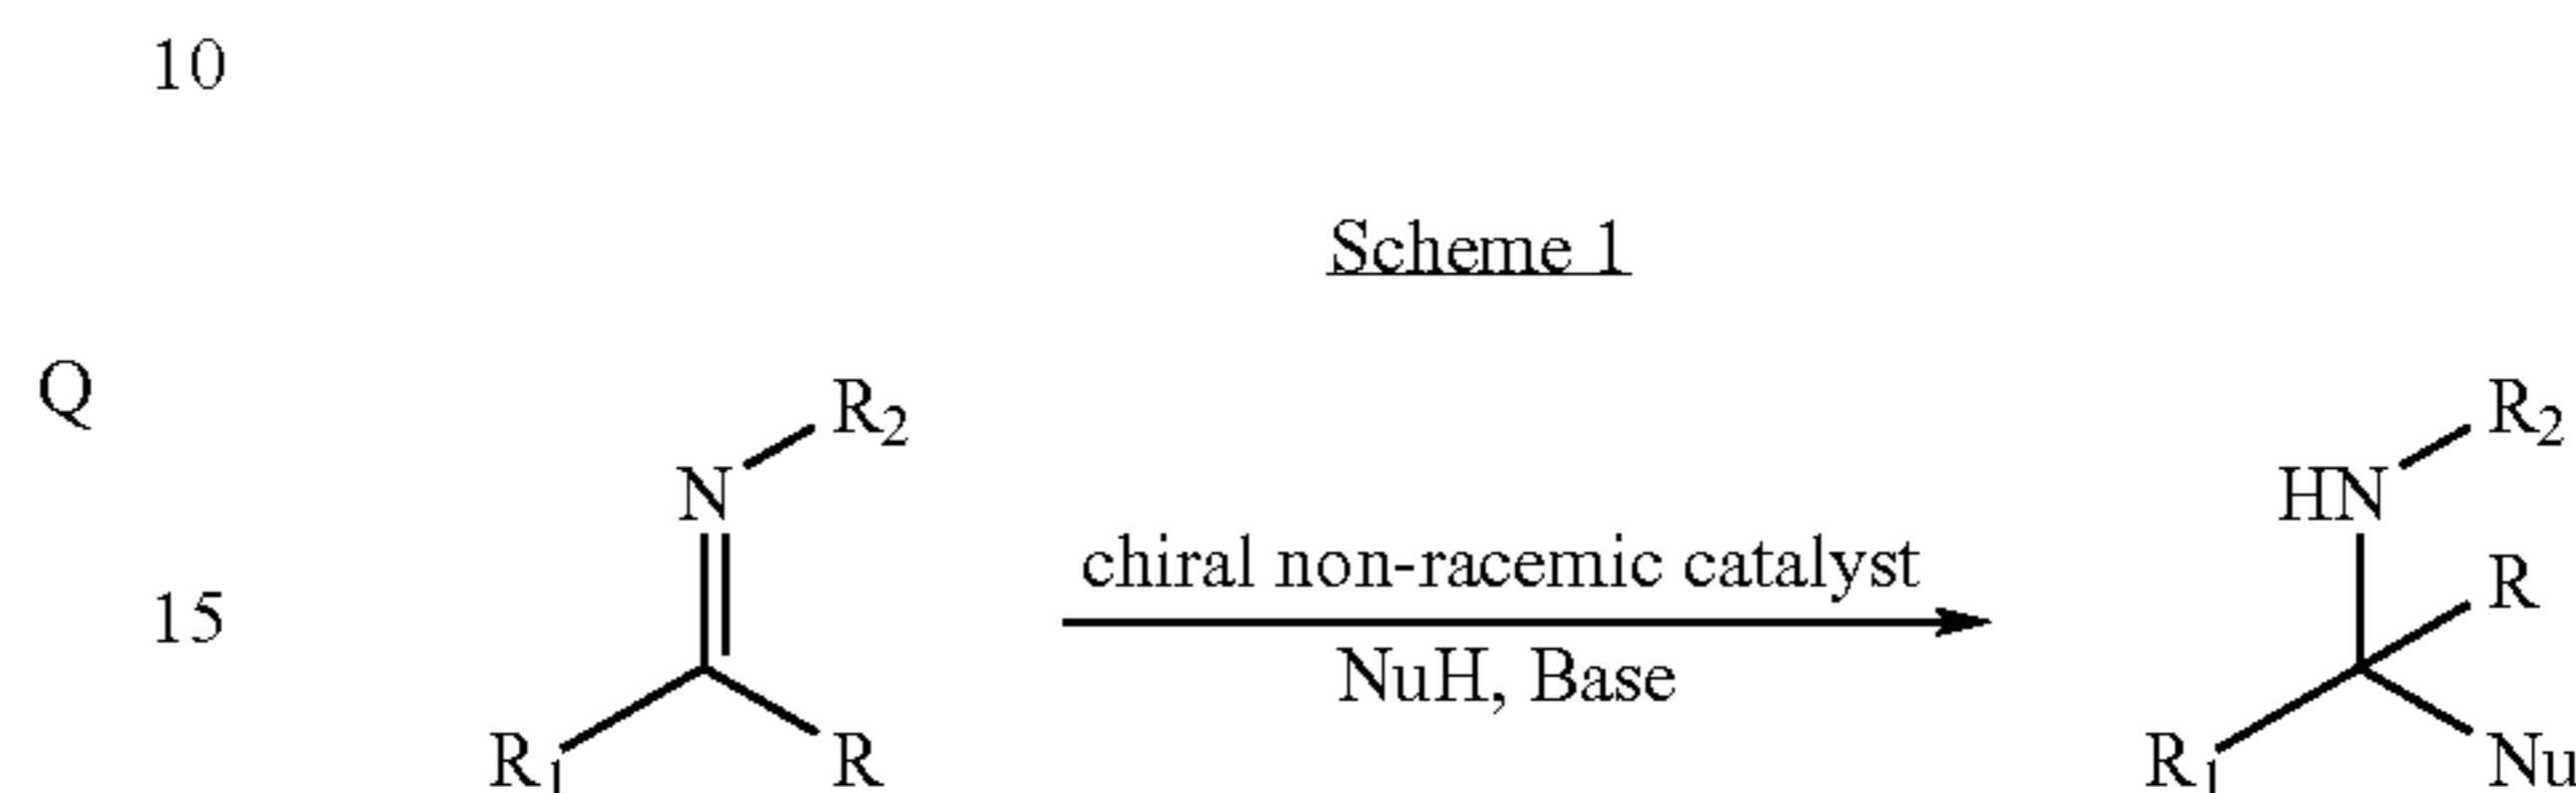 10
Scheme 1
Q
R2
R2
N
HN
chiral non-racemic catalyst
R
15
NuH, Base
R1
R
R1
Nu